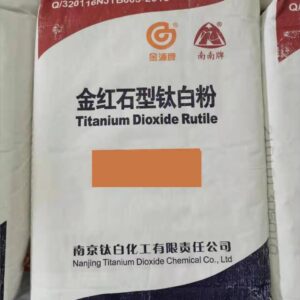 金浦牌
南南牌
金红石型钛白粉
Titanium Dioxide Rutile
南京钛白化工有限责任公司
Nanjing Titanium Dioxide Chemical Co., Ltd